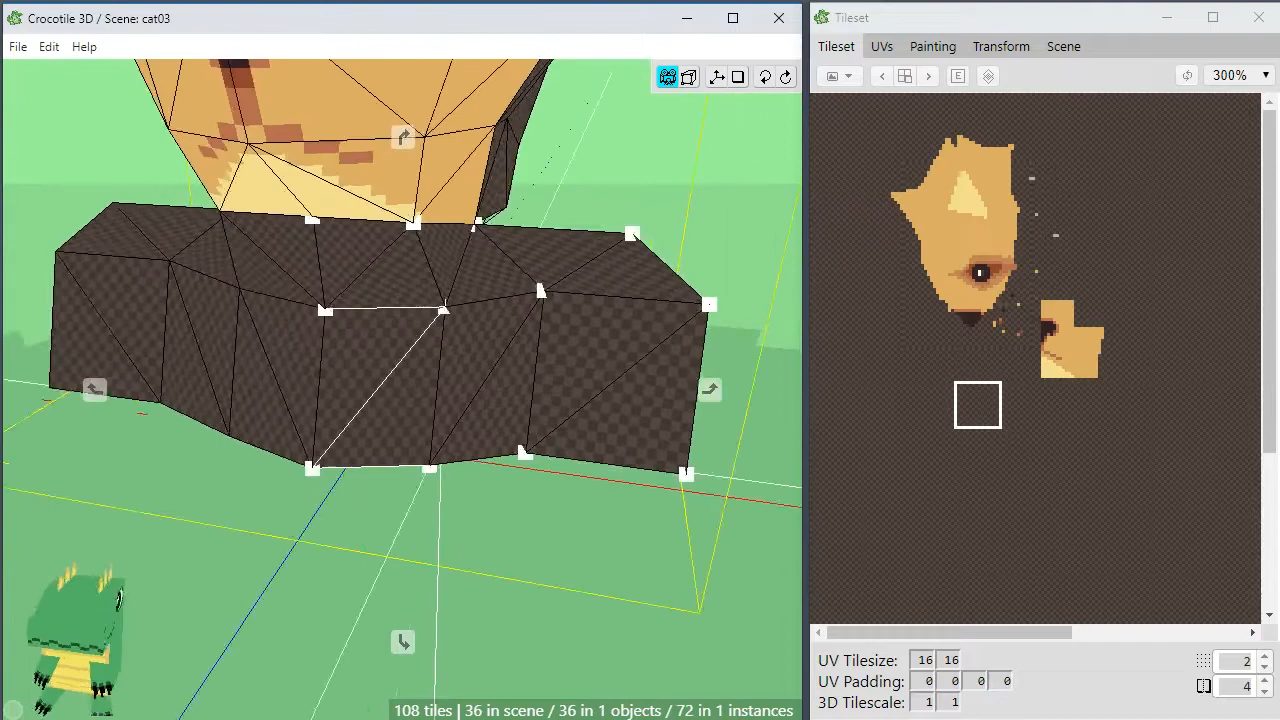 Crocotile 3D / Scene: cat03
File Edit Help
108 tiles | 36 in scene / 36 in 1 objects / 72 in 1 instances
Tileset
Tileset UVs Painting Transform Scene
E 300%
UV Tilesize: 16 16
UV Padding: 0 0 0 0
3D Tilescale: 1 1
2
4